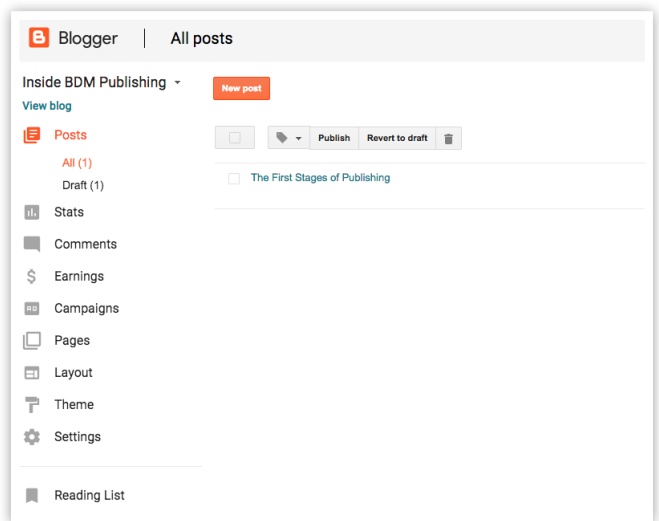 Blogger | All posts
Inside BDM Publishing
View blog
New post
Posts
All (1)
Draft (1)
Publish Revert to draft
The First Stages of Publishing
Stats
Comments
$ Earnings
AD Campaigns
Pages
Layout
Theme
Settings
Reading List